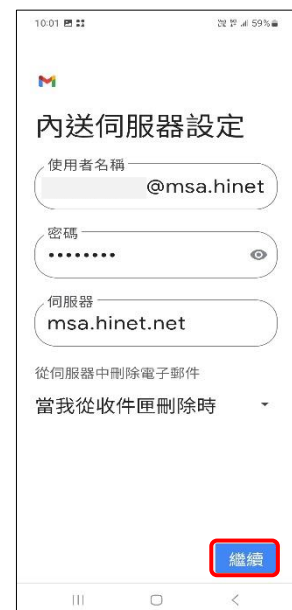 10:01 59%
內送伺服器設定
使用者名稱
@msa.hinet
密碼
••••••••
伺服器
msa.hinet.net
從伺服器中刪除電子郵件
當我從收件匣刪除時
繼續